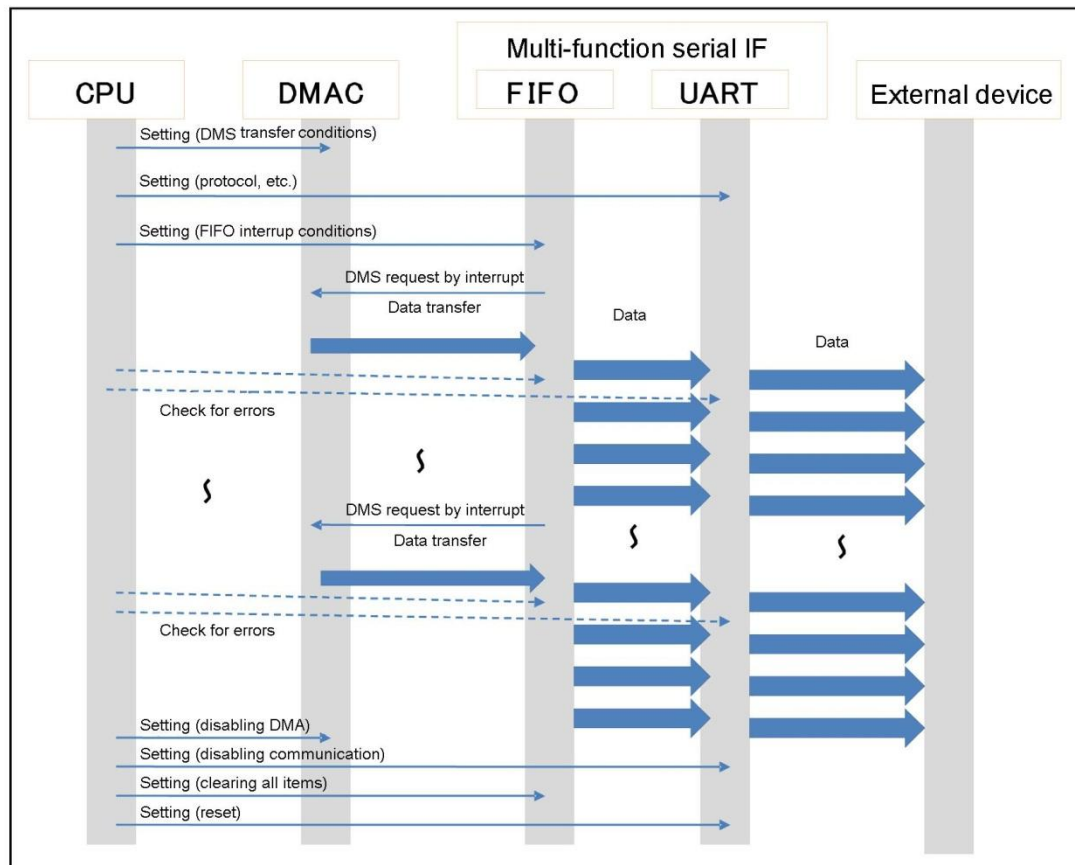 Multi-function serial IF
CPU
DMAC
FIFO
UART
External device
Setting (DMS transfer conditions)
Setting (protocol, etc.)
Setting (FIFO interrup conditions)
DMS request by interrupt
Data transfer
Data
Data
Check for errors
DMS request by interrupt
Data transfer
Check for errors
Setting (disabling DMA)
Setting (disabling communication)
Setting (clearing all items)
Setting (reset)